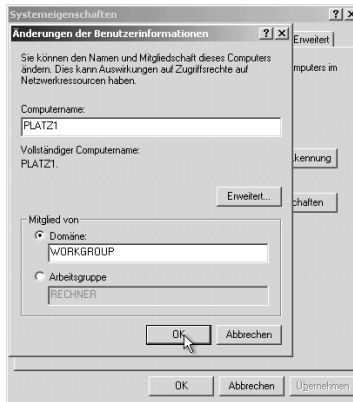 Systemeigenschaften
Änderungen der Benutzerinformationen
Erweitert
Sie können den Namen und Mitgliedschaft dieses Computers
ändern. Dies kann Auswirkungen auf Zugriffsrechte auf
Netzwerkressourcen haben.
mputers im
Computername:
PLATZ1
Vollständiger Computername:
PLATZ1.
kennung
Erweitert...
chaften
Mitglied von
Domäne:
WORKGROUP
Arbeitsgruppe
RECHNER
OK
Abbrechen
OK
Abbrechen
Übernehmen